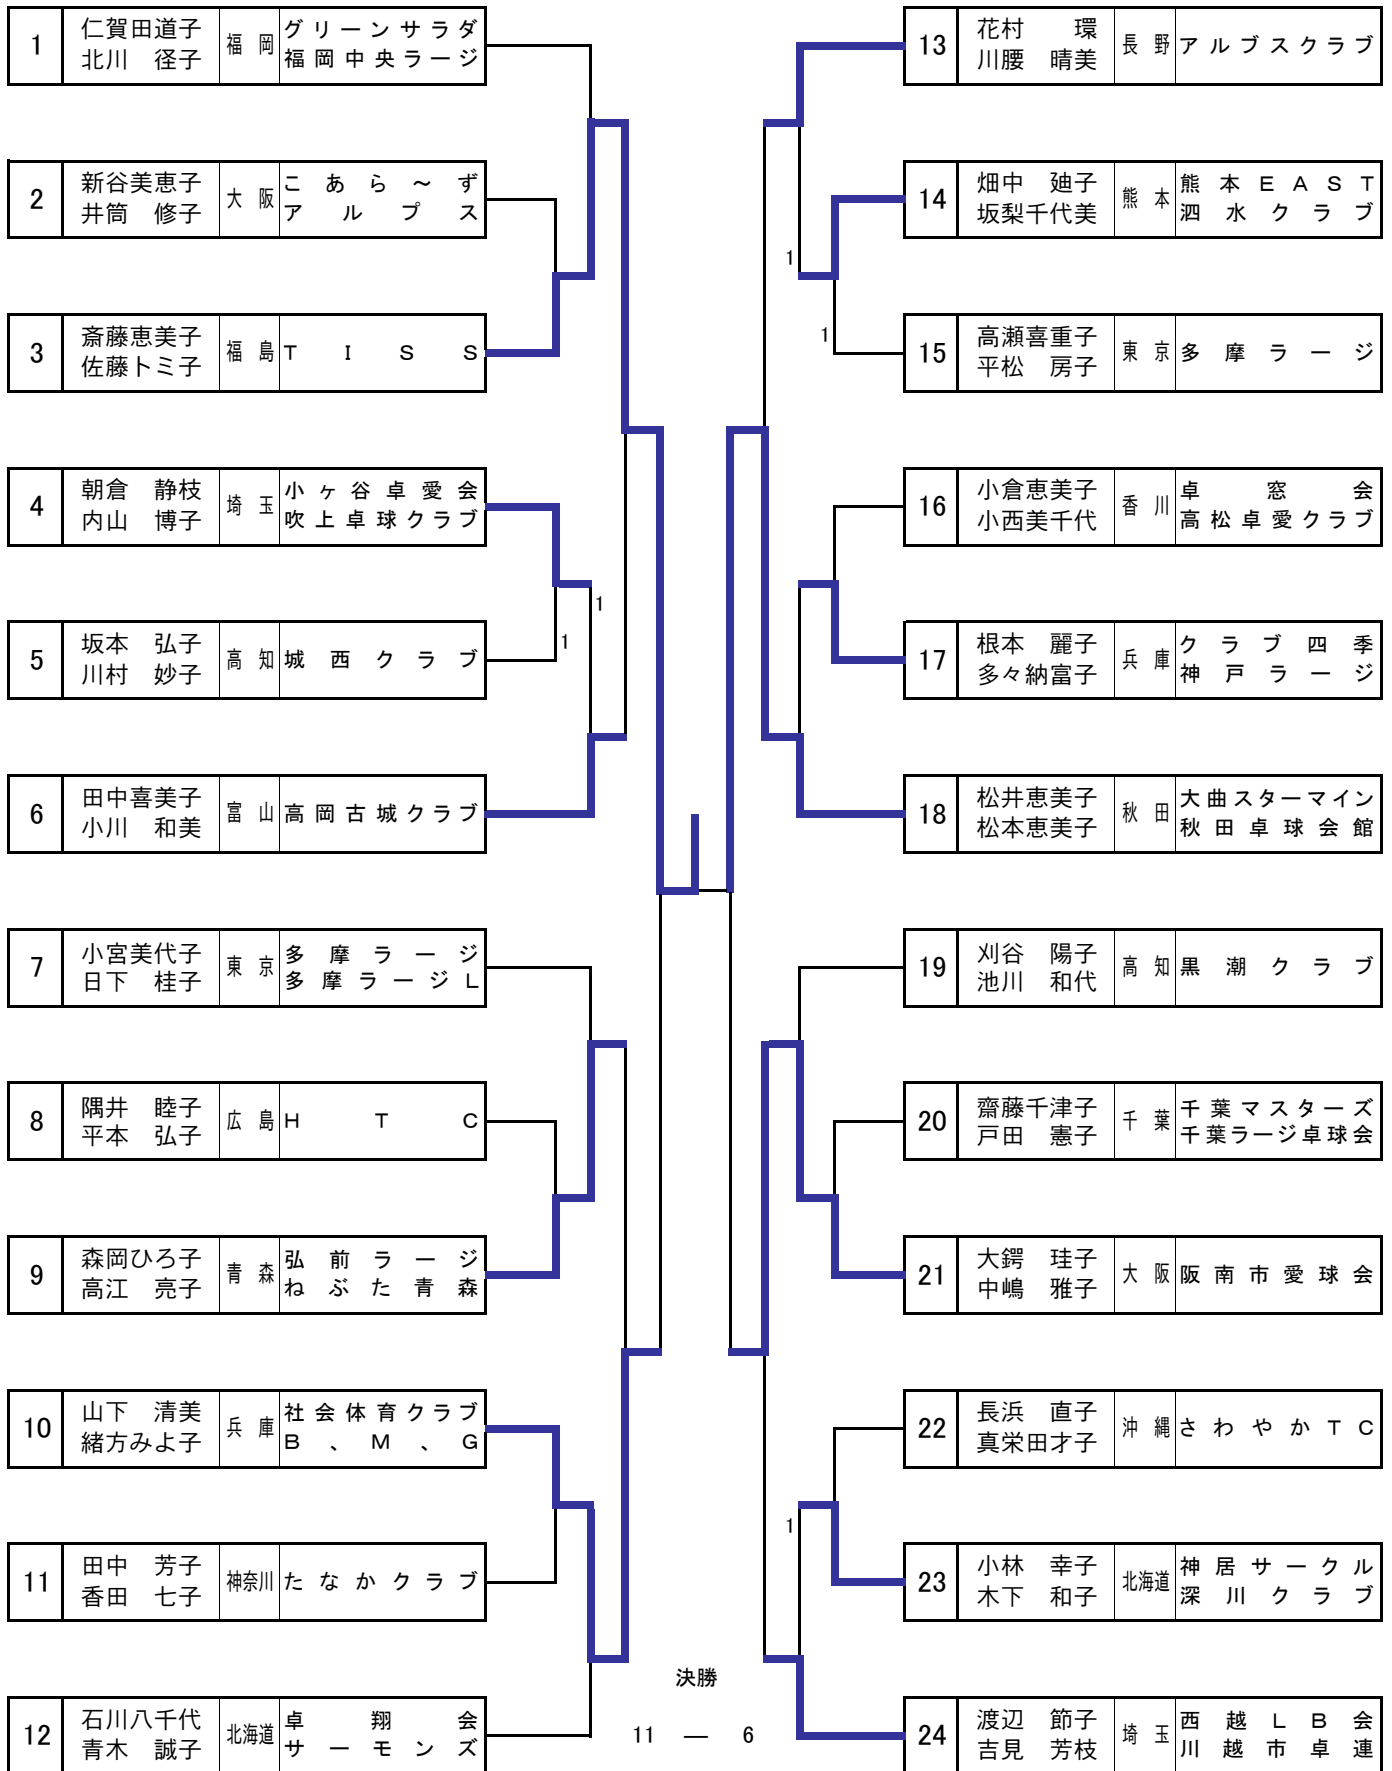 1 仁賀田道子 福岡 グリーンサラダ
北川 径子 福岡中央ラージ
2 新谷美恵子 大阪 こあら～ず
井筒 修子 アルプス
3 斎藤恵美子 福島 TISS
佐藤トミ子
4 朝倉 静枝 埼玉 小ヶ谷卓愛会
内山 博子 吹上卓球クラブ
1
5 坂本 弘子 高知 城西クラブ 1
川村 妙子
6 田中喜美子 富山 高岡古城クラブ
小川 和美
7 小宮美代子 東京 多摩ラージ
日下 桂子 多摩ラージL
8 隅井 睦子 広島 HTC
平本 弘子
9 森岡ひろ子 青森 弘前ラージ
高江 亮子 ねぶた青森
10 山下 清美 兵庫 社会体育クラブ
緒方みよ子 B、M、G
11 田中 芳子 神奈川 たなかクラブ
香田 七子
12 石川八千代 北海道 卓翔会
青木 誠子 サーモンズ
決勝
11 ― 6
13 花村 環 長野 アルブスクラブ
川腰 晴美
14 畑中 廸子 熊本 熊本EAST
坂梨千代美 泗水クラブ
1
1
15 高瀬喜重子 東京 多摩ラージ
平松 房子
16 小倉恵美子 香川 卓窓会
小西美千代 高松卓愛クラブ
17 根本 麗子 兵庫 クラブ四季
多々納富子 神戸ラージ
18 松井恵美子 秋田 大曲スターマイン
松本恵美子 秋田卓球会館
19 刈谷 陽子 高知 黒潮クラブ
池川 和代
20 齋藤千津子 千葉 千葉マスターズ
戸田 憲子 千葉ラージ卓球会
21 大鍔 珪子 大阪 阪南市愛球会
中嶋 雅子
22 長浜 直子 沖縄 さわやかTC
真栄田才子
1
23 小林 幸子 北海道 神居サークル
木下 和子 深川クラブ
24 渡辺 節子 埼玉 西越LB会
吉見 芳枝 川越市卓連